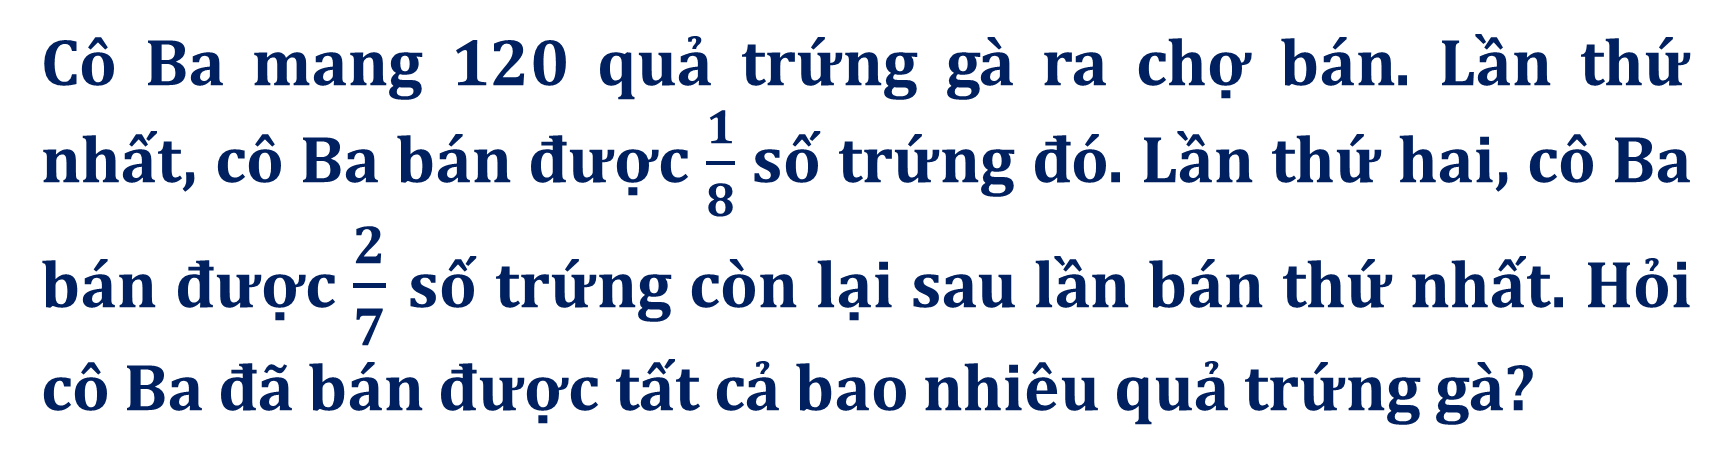 Cô Ba mang 120 quả trứng gà ra chợ bán. Lần thứ
nhất, cô Ba bán được 1/8 số trứng đó. Lần thứ hai, cô Ba
bán được 2/7 số trứng còn lại sau lần bán thứ nhất. Hỏi
cô Ba đã bán được tất cả bao nhiêu quả trứng gà?